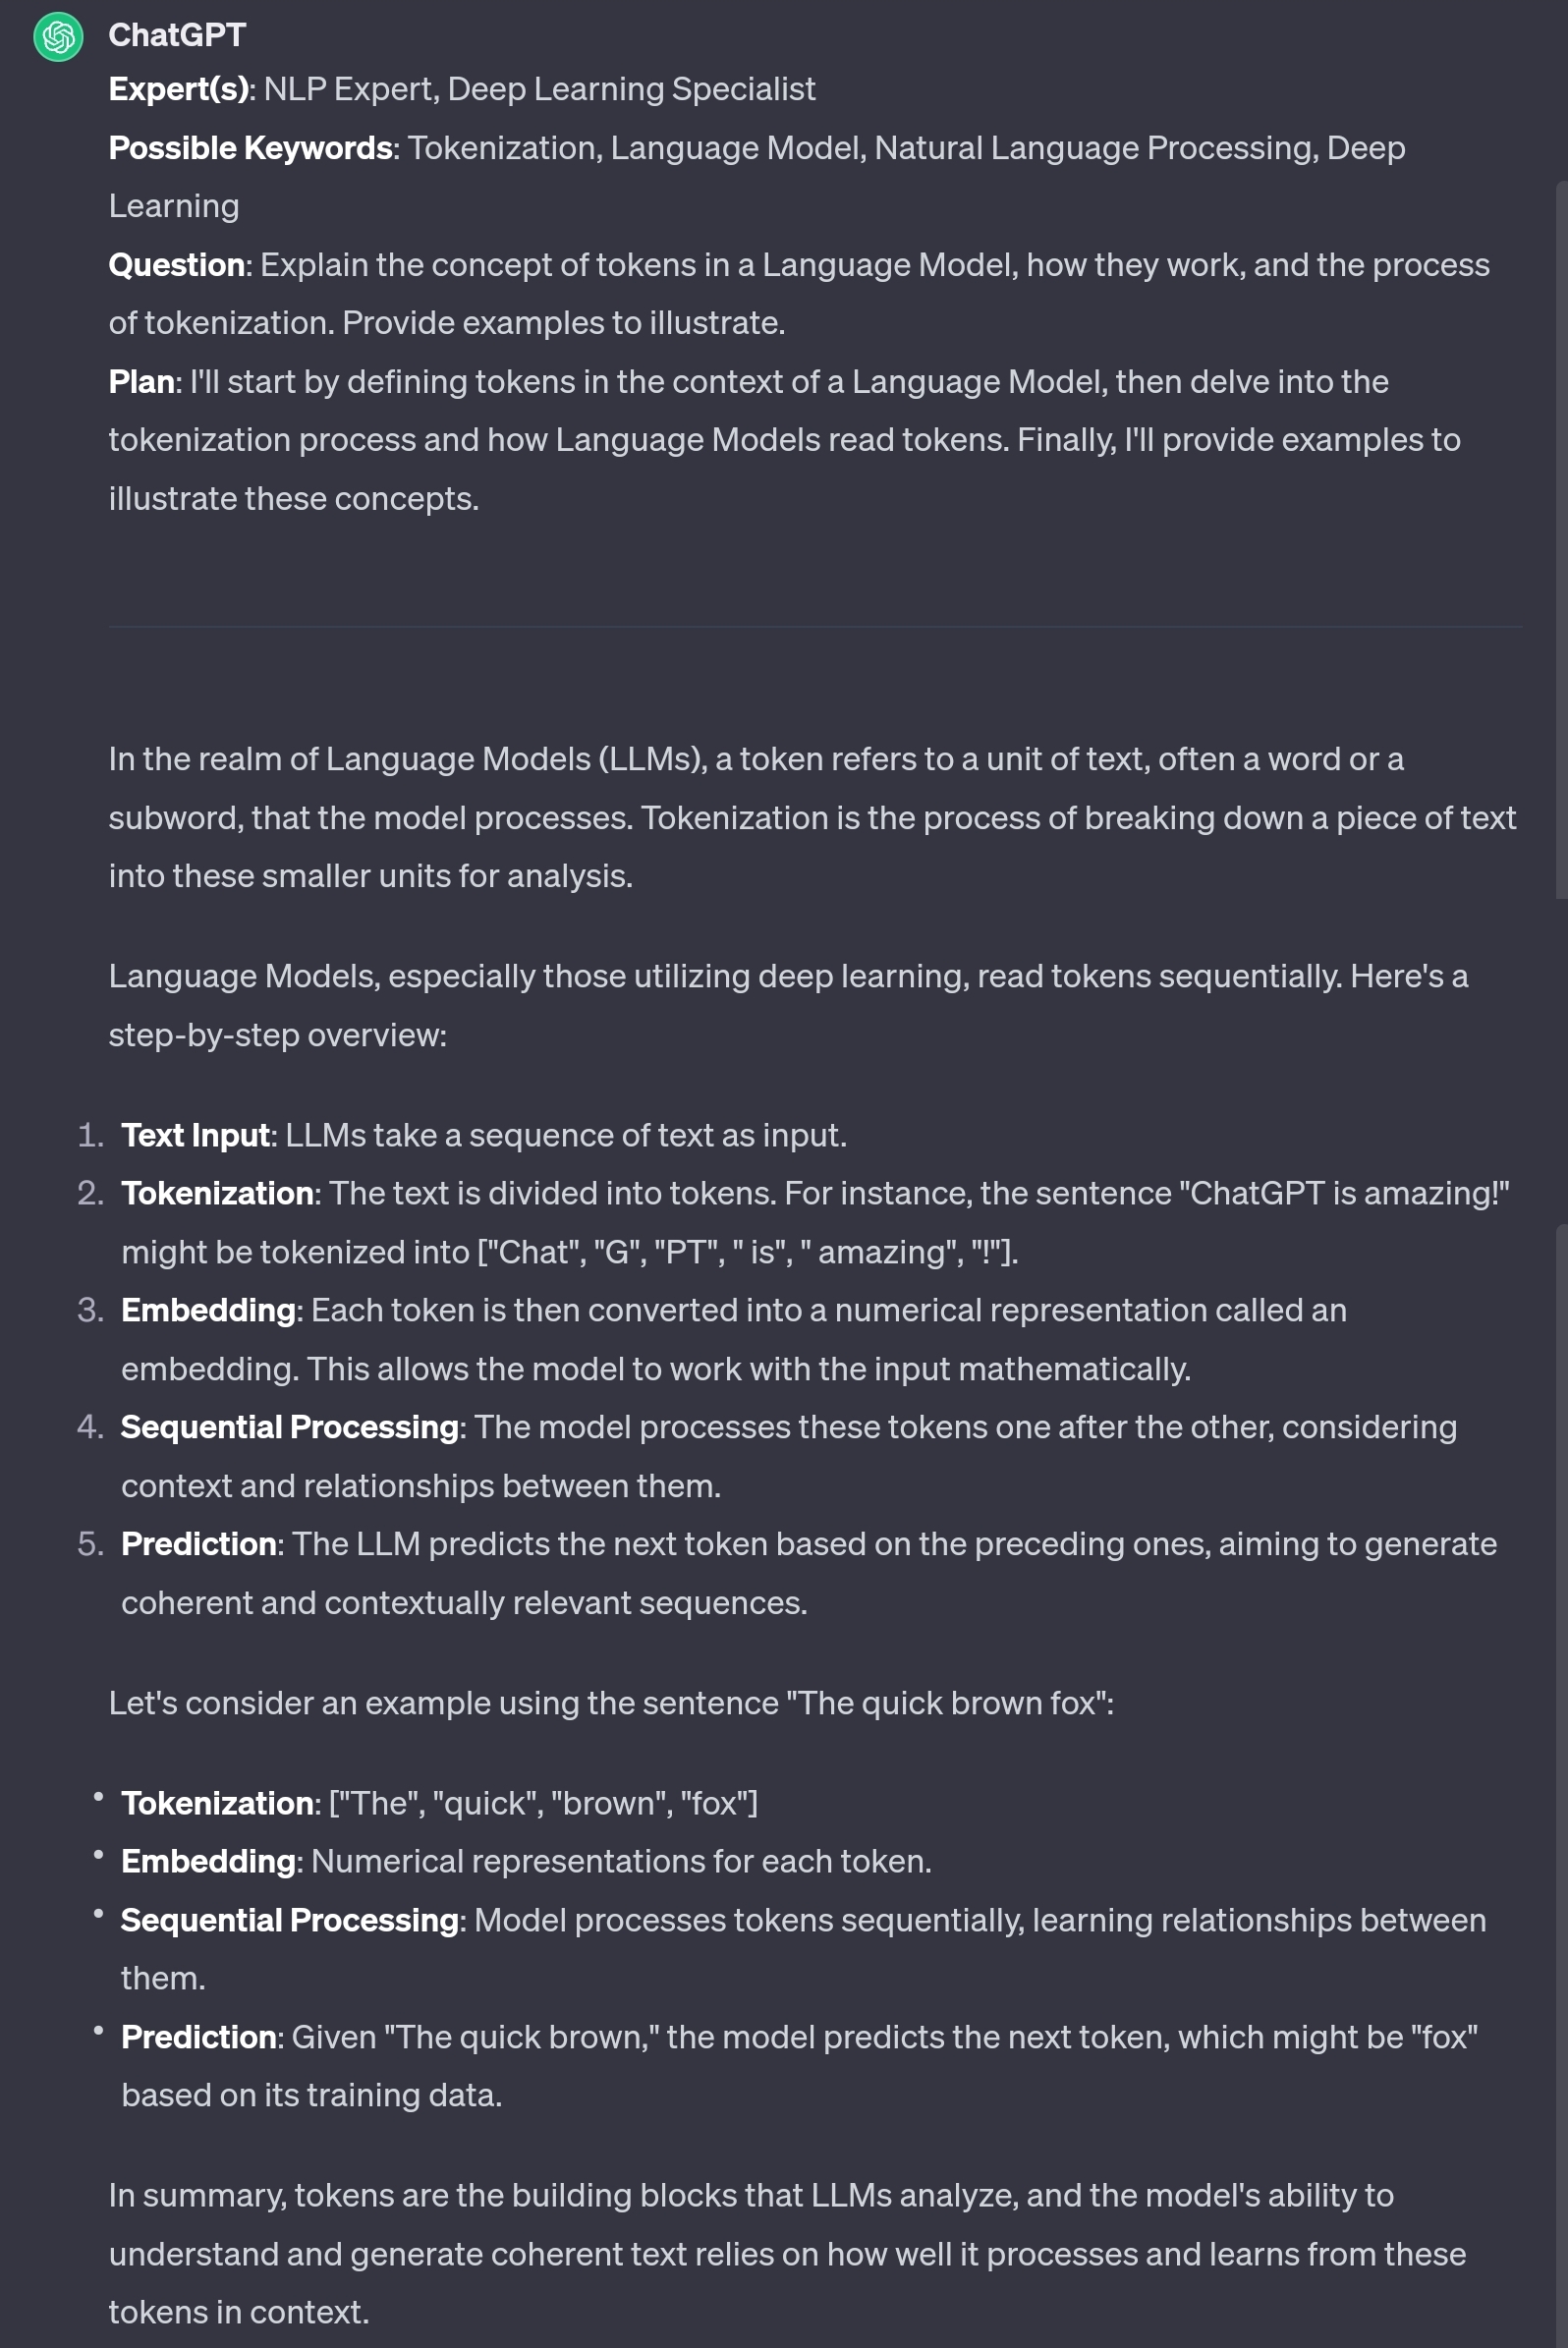 ChatGPT
Expert(s): NLP Expert, Deep Learning Specialist
Possible Keywords: Tokenization, Language Model, Natural Language Processing, Deep
Learning
Question: Explain the concept of tokens in a Language Model, how they work, and the process
of tokenization. Provide examples to illustrate.
Plan: I'll start by defining tokens in the context of a Language Model, then delve into the
tokenization process and how Language Models read tokens. Finally, I'll provide examples to
illustrate these concepts.
In the realm of Language Models (LLMs), a token refers to a unit of text, often a word or a
subword, that the model processes. Tokenization is the process of breaking down a piece of text
into these smaller units for analysis.
Language Models, especially those utilizing deep learning, read tokens sequentially. Here's a
step-by-step overview:
1. Text Input: LLMs take a sequence of text as input.
2. Tokenization: The text is divided into tokens. For instance, the sentence "ChatGPT is amazing!"
might be tokenized into ["Chat", "G", "PT", " is", " amazing", "!"].
3. Embedding: Each token is then converted into a numerical representation called an
embedding. This allows the model to work with the input mathematically.
4. Sequential Processing: The model processes these tokens one after the other, considering
context and relationships between them.
5. Prediction: The LLM predicts the next token based on the preceding ones, aiming to generate
coherent and contextually relevant sequences.
Let's consider an example using the sentence "The quick brown fox":
• Tokenization: ["The", "quick", "brown", "fox"]
• Embedding: Numerical representations for each token.
• Sequential Processing: Model processes tokens sequentially, learning relationships between
them.
• Prediction: Given "The quick brown," the model predicts the next token, which might be "fox"
based on its training data.
In summary, tokens are the building blocks that LLMs analyze, and the model's ability to
understand and generate coherent text relies on how well it processes and learns from these
tokens in context.